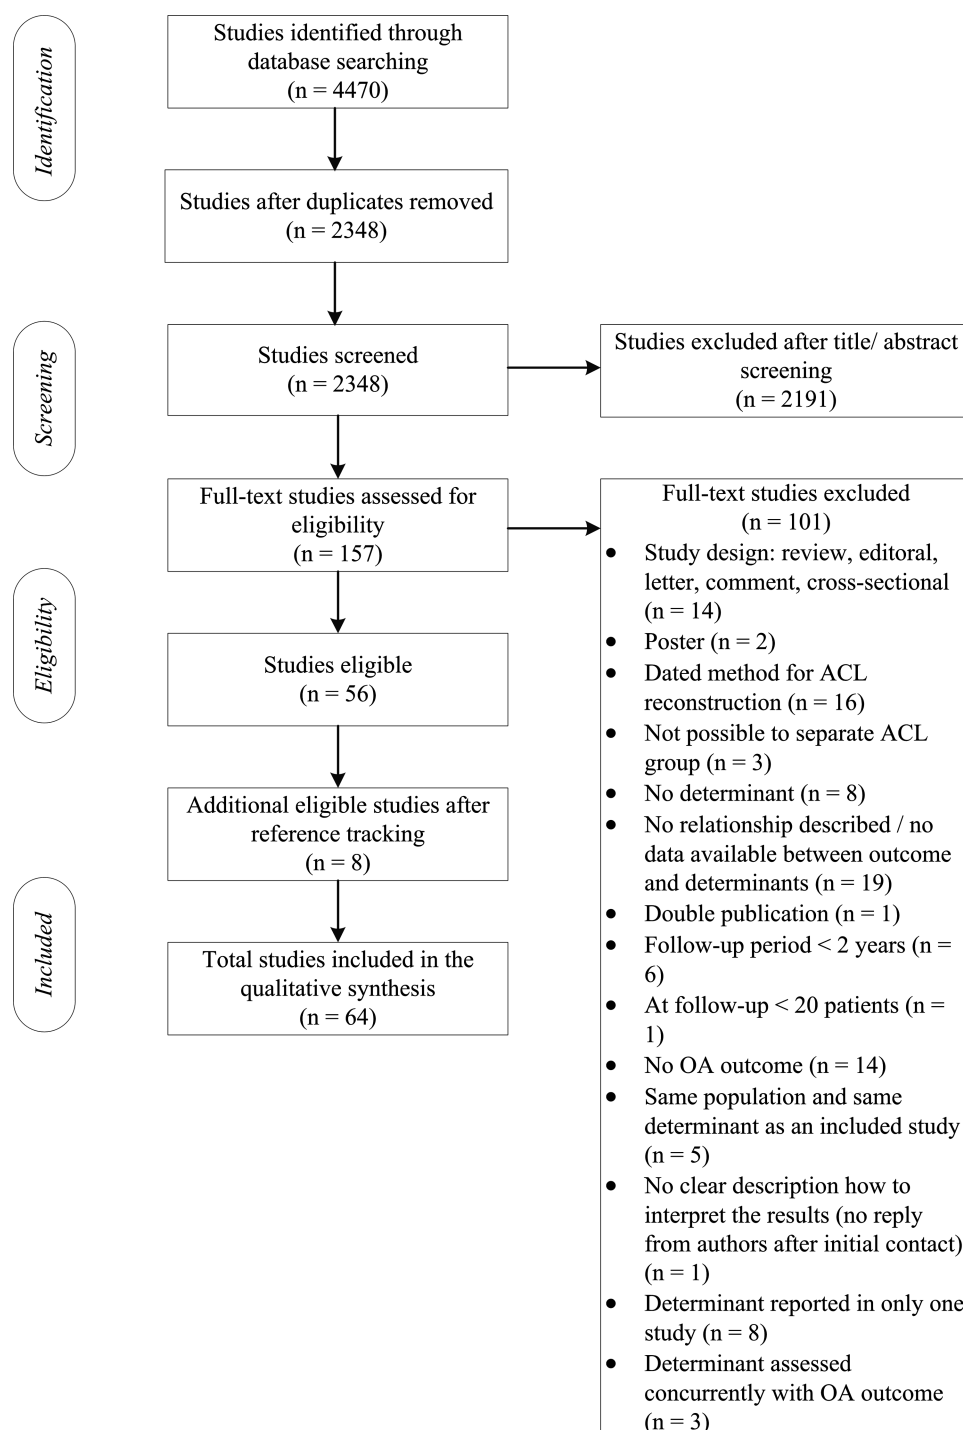 Identification
Studies identified through
database searching
(n = 4470)
Studies after duplicates removed
(n = 2348)
Screening
Studies screened
(n = 2348)
Studies excluded after title/ abstract
screening
(n = 2191)
Eligibility
Full-text studies assessed for
eligibility
(n = 157)
Full-text studies excluded
(n = 101)
• Study design: review, editoral,
letter, comment, cross-sectional
(n = 14)
• Poster (n = 2)
• Dated method for ACL
reconstruction (n = 16)
• Not possible to separate ACL
group (n = 3)
• No determinant (n = 8)
• No relationship described / no
data available between outcome
and determinants (n = 19)
• Double publication (n = 1)
• Follow-up period < 2 years (n =
6)
• At follow-up < 20 patients (n =
1)
• No OA outcome (n = 14)
• Same population and same
determinant as an included study
(n = 5)
• No clear description how to
interpret the results (no reply
from authors after initial contact)
(n = 1)
• Determinant reported in only one
study (n = 8)
• Determinant assessed
concurrently with OA outcome
(n = 3)
Studies eligible
(n = 56)
Additional eligible studies after
reference tracking
(n = 8)
Included
Total studies included in the
qualitative synthesis
(n = 64)